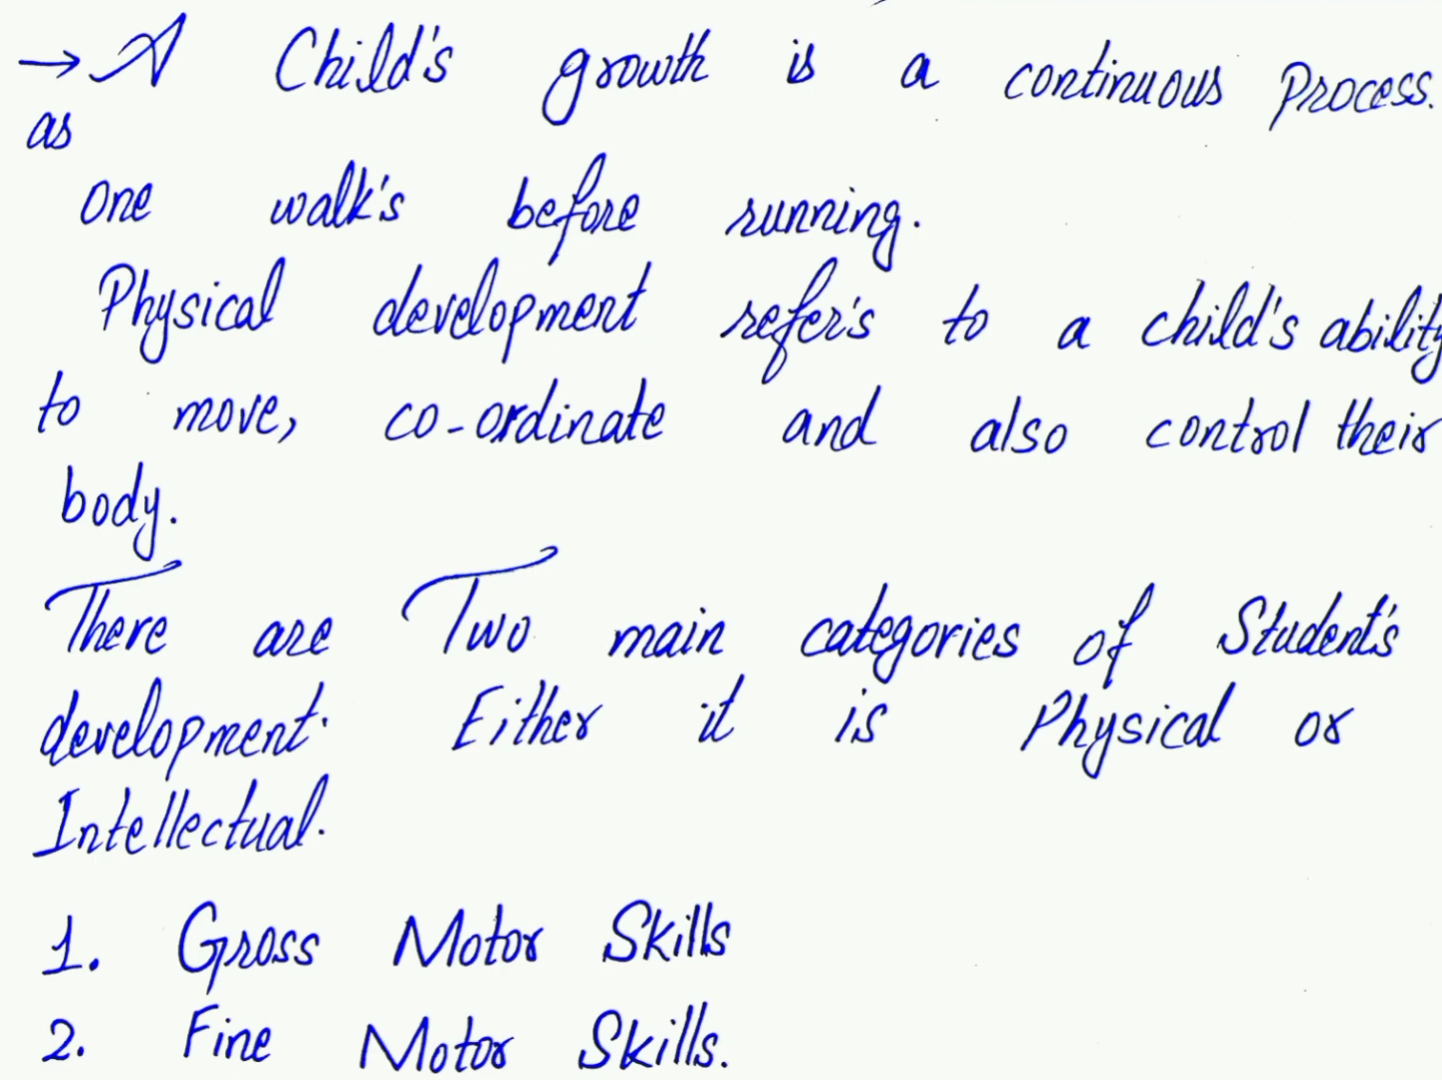 → A Child's growth is a continuous Process.
as
one walk's before running.
Physical development refer's to a child's ability
to move, co-ordinate and also control their
body.
There are Two main categories of Student's
development. Either it is Physical or
Intellectual.
1. Gross Motor Skills
2. Fine Motor Skills.